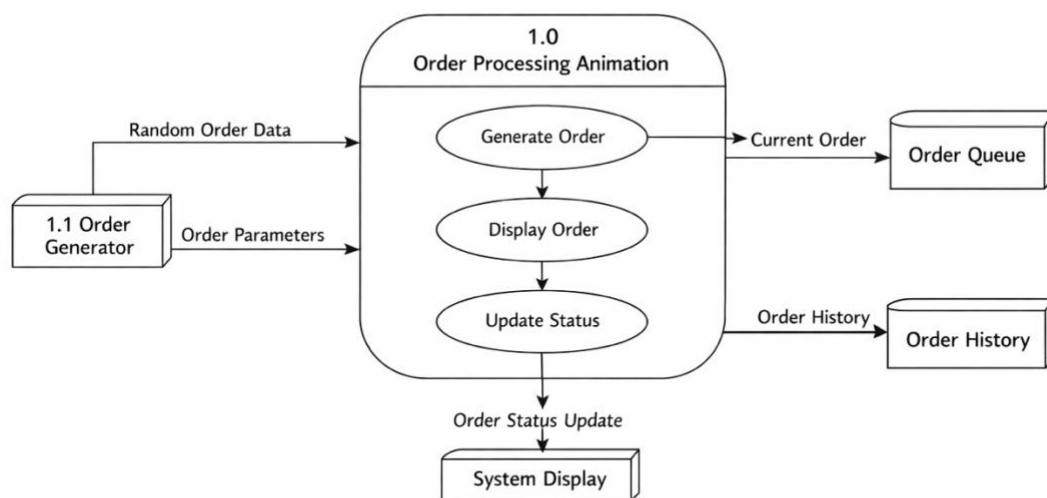 1.0
Order Processing Animation
Random Order Data
Generate Order
Current Order
Order Queue
1.1 Order
Generator
Order Parameters
Display Order
Update Status
Order History
Order History
Order Status Update
System Display